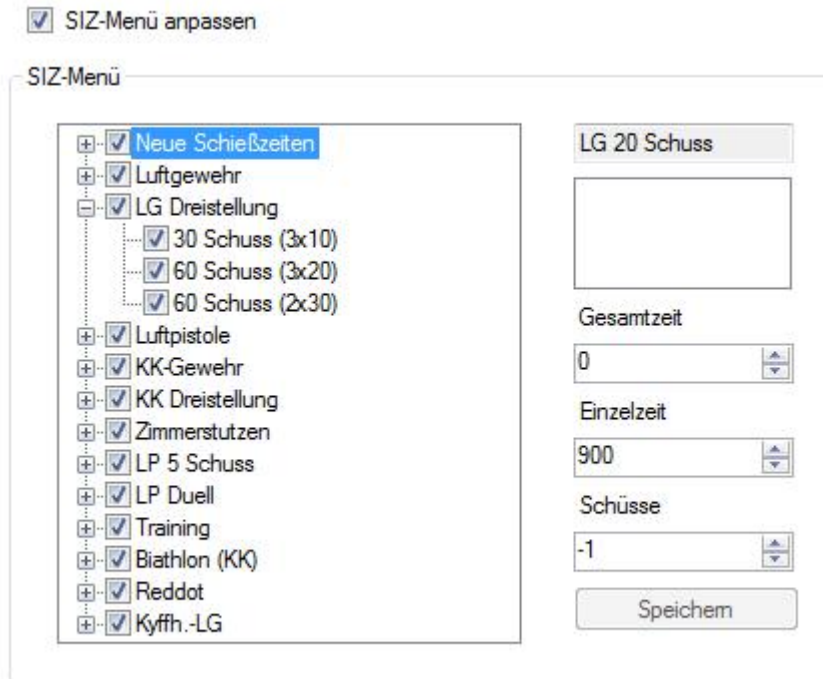 SIZ-Menü anpassen
SIZ-Menü
Neue Schießzeiten
Luftgewehr
LG Dreistellung
30 Schuss (3x10)
60 Schuss (3x20)
60 Schuss (2x30)
Luftpistole
KK-Gewehr
KK Dreistellung
Zimmerstutzen
LP 5 Schuss
LP Duell
Training
Biathlon (KK)
Reddot
Kyffh.-LG
LG 20 Schuss
Gesamtzeit
0
Einzelzeit
900
Schüsse
-1
Speichern